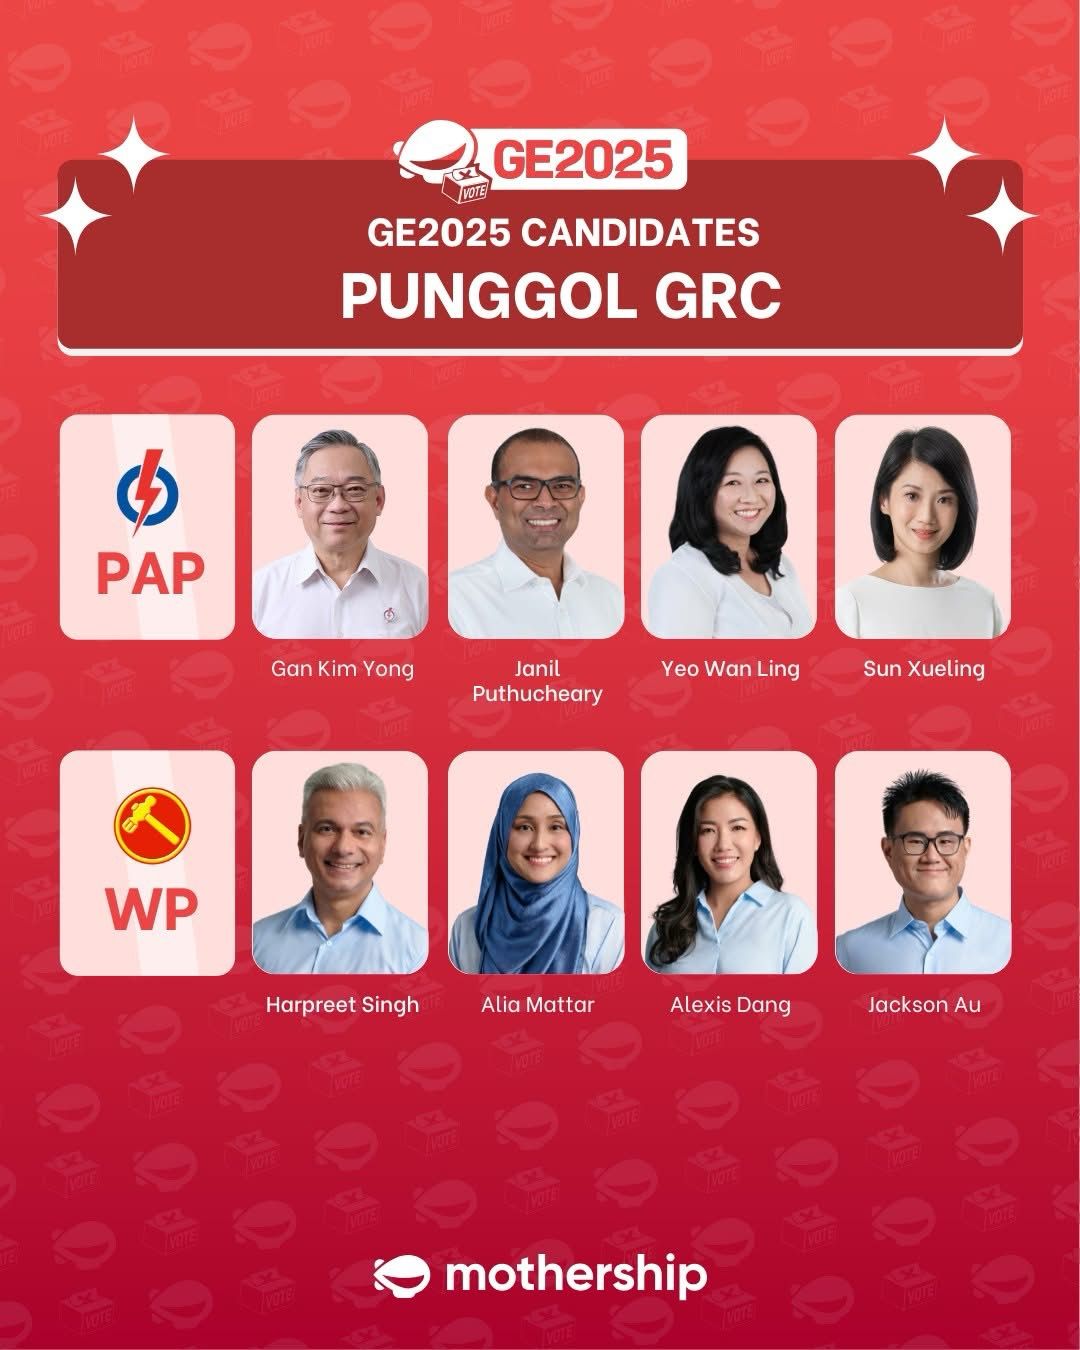 VOTE
GE2025
GE2025 CANDIDATES
PUNGGOL GRC
PAP
Gan Kim Yong
Janil
Puthucheary
Yeo Wan Ling
Sun Xueling
WP
Harpreet Singh
Alia Mattar
Alexis Dang
Jackson Au
mothership